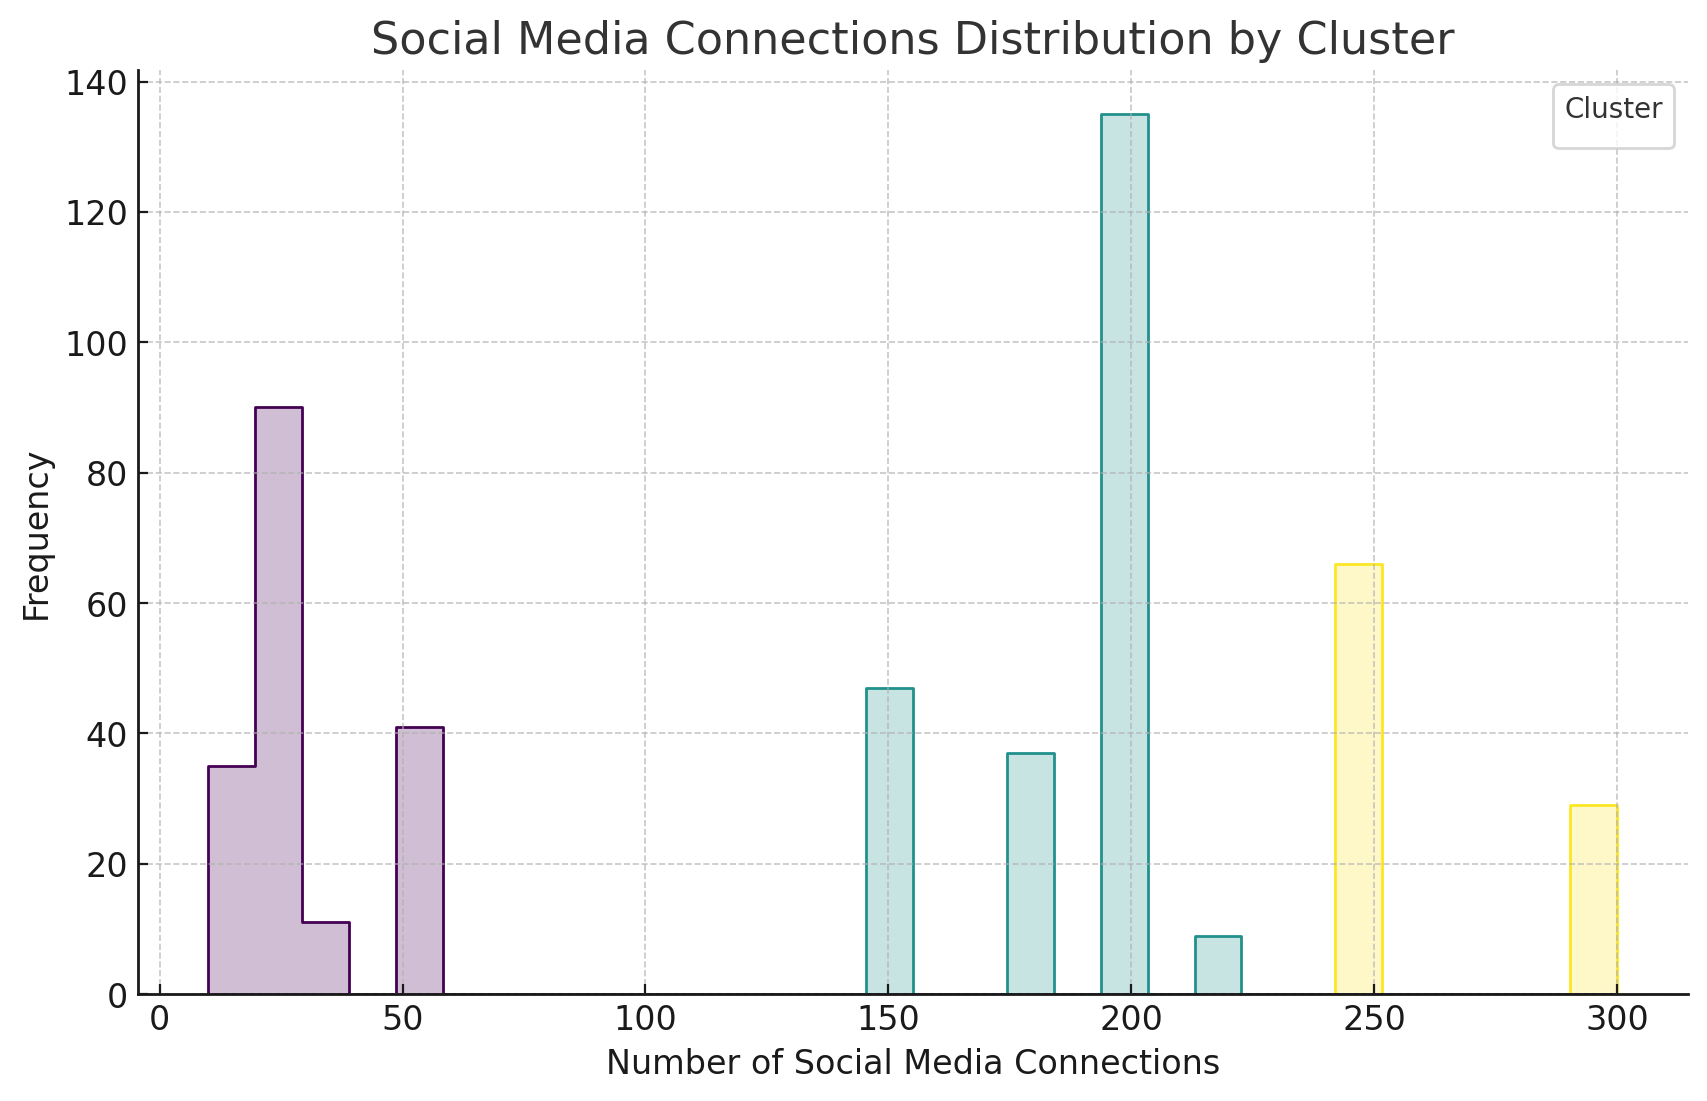 Social Media Connections Distribution by Cluster
Cluster
140
120
100
80
60
40
20
0
Frequency
0 50 100 150 200 250 300
Number of Social Media Connections